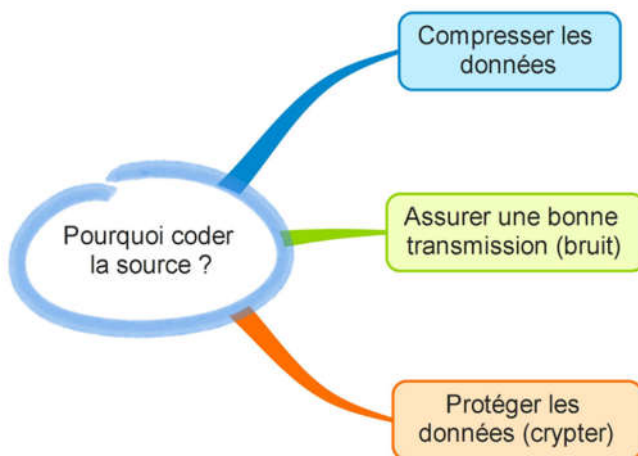 Compresser les
données
Pourquoi coder
la source ?
Assurer une bonne
transmission (bruit)
Protéger les
données (crypter)